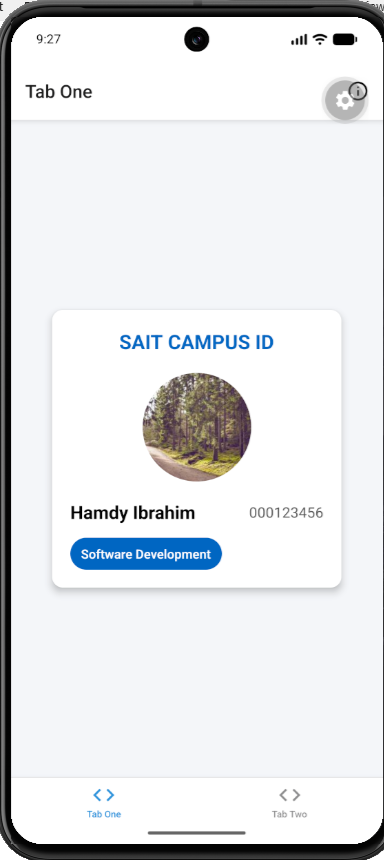 9:27
Tab One
SAIT CAMPUS ID
Hamdy Ibrahim 000123456
Software Development
Tab One Tab Two